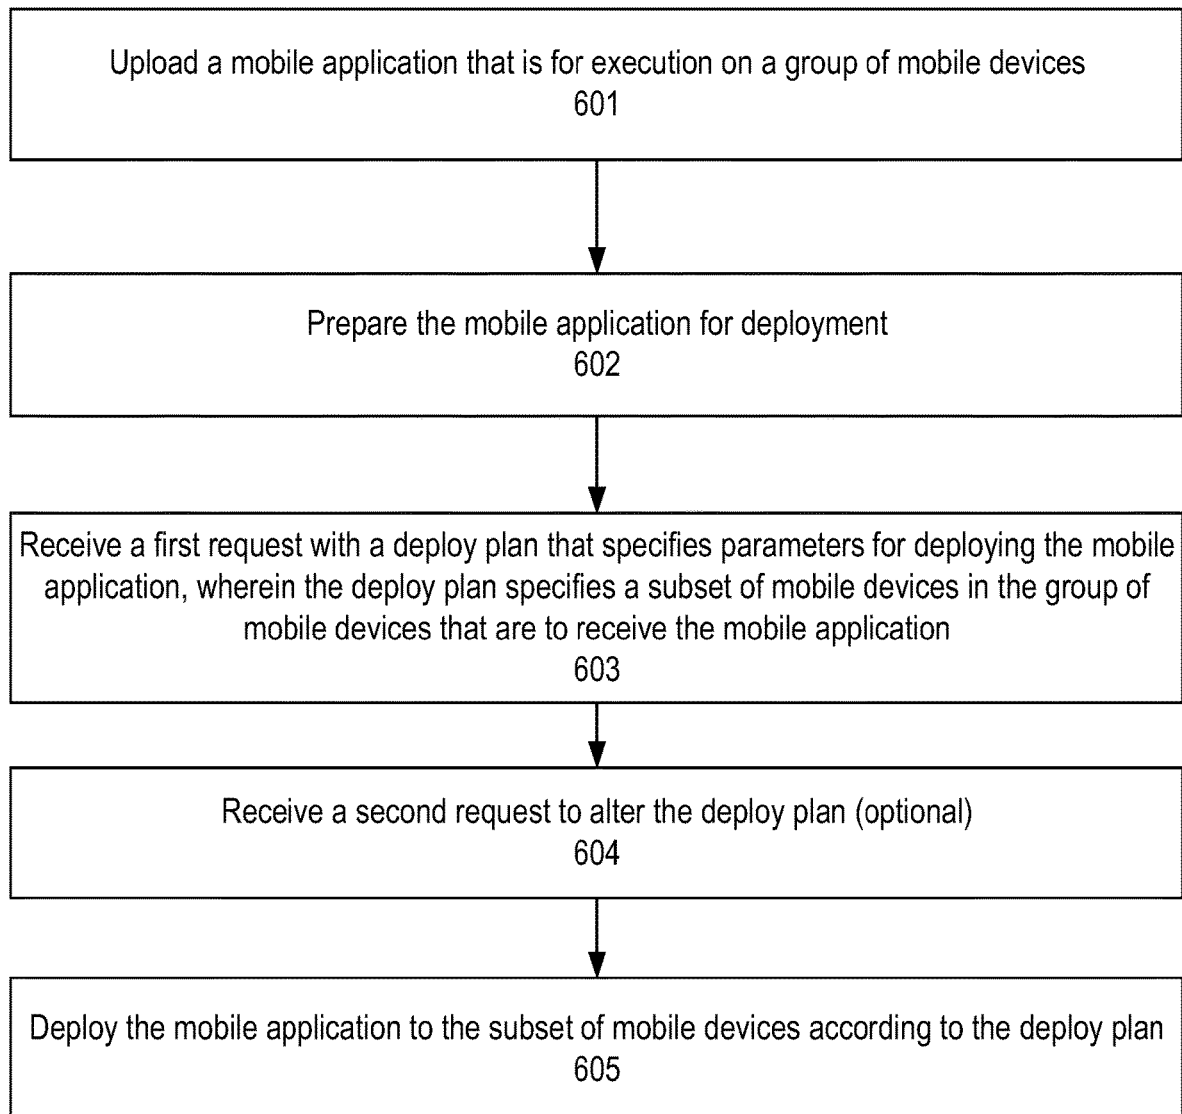 Upload a mobile application that is for execution on a group of mobile devices
601
Prepare the mobile application for deployment
602
Receive a first request with a deploy plan that specifies parameters for deploying the mobile
application, wherein the deploy plan specifies a subset of mobile devices in the group of
mobile devices that are to receive the mobile application
603
Receive a second request to alter the deploy plan (optional)
604
Deploy the mobile application to the subset of mobile devices according to the deploy plan
605